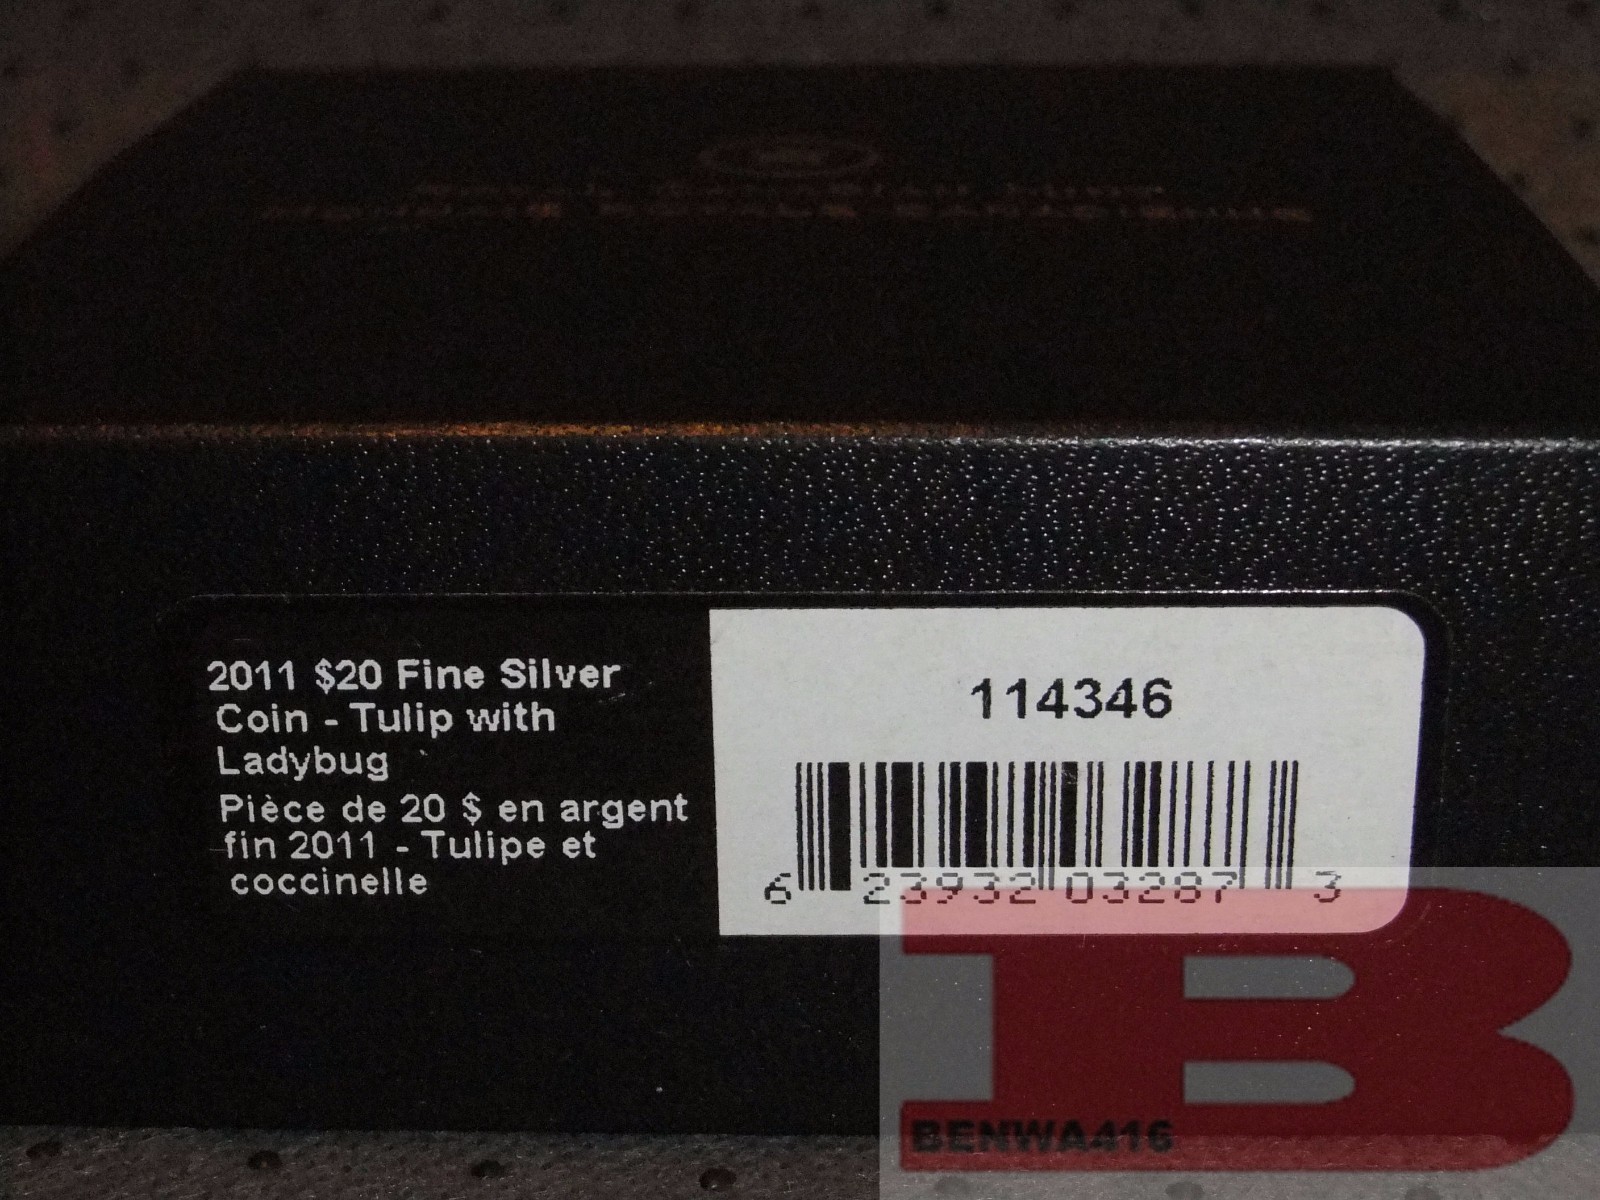 2011 $20 Fine Silver
Coin - Tulip with
Ladybug
Pièce de 20 $ en argent
fin 2011 - Tulipe et
coccinelle
114346
6 23932 03287 3
B
BENWA416